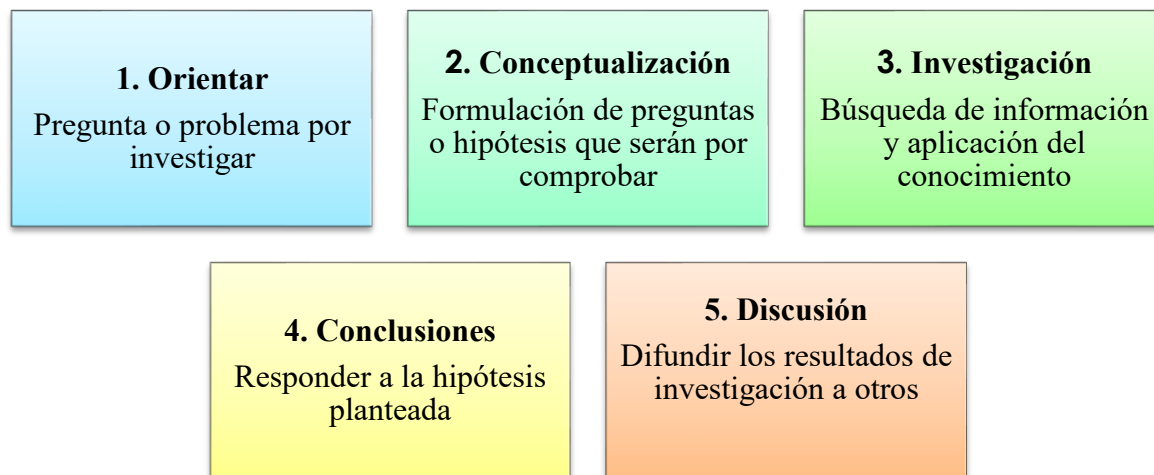 1. Orientar
Pregunta o problema por
investigar
2. Conceptualización
Formulación de preguntas
o hipótesis que serán por
comprobar
3. Investigación
Búsqueda de información
y aplicación del
conocimiento
4. Conclusiones
Responder a la hipótesis
planteada
5. Discusión
Difundir los resultados de
investigación a otros